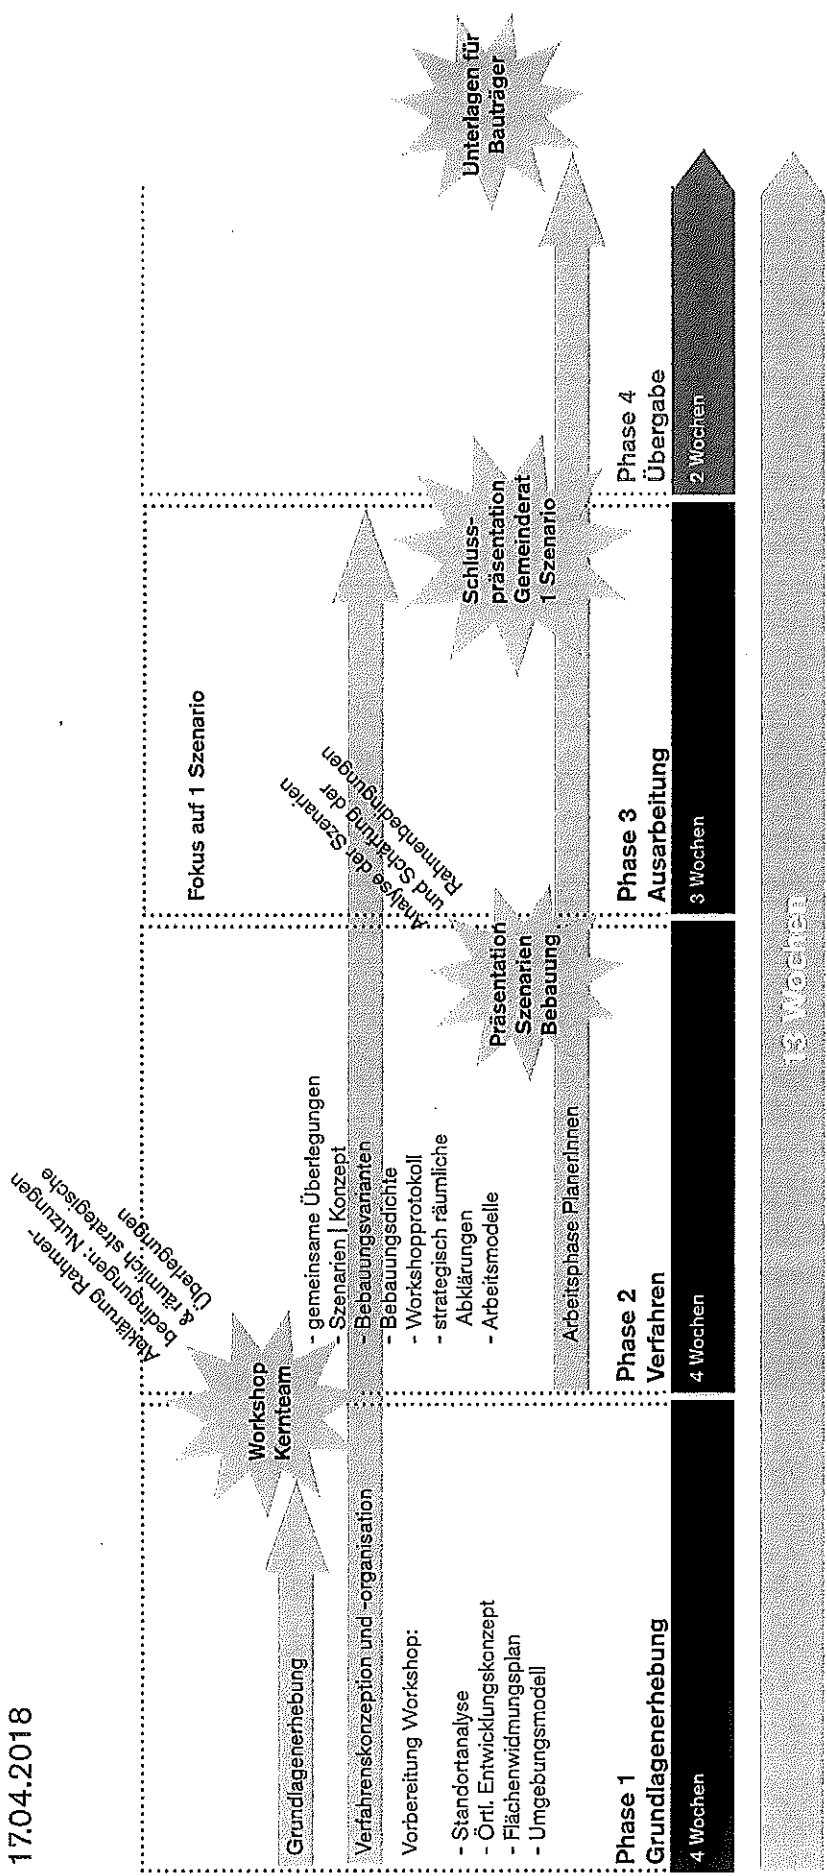 17.04.2018
Grundlagenerhebung
Verfahrenskonzeption und -organisation
Vorbereitung Workshop:
- Standortanalyse
- Örtl. Entwicklungskonzept
- Flächenwidmungsplan
- Umgebungsmodell
Phase 1
Grundlagenerhebung
4 Wochen
Workshop
Kernteam
Abklärung Rahmen-
bedingungen: Nutzungen
& räumlich strategische
Überlegungen
- gemeinsame Überlegungen
- Szenarien | Konzept
- Bebauungsvarianten
- Bebauungsdichte
- Workshopprotokoll
- strategisch räumliche
Abklärungen
- Arbeitsmodelle
Arbeitsphase PlanerInnen
Phase 2
Verfahren
4 Wochen
Präsentation
Szenarien
Bebauung
Analyse der Szenarien
und Schärfung der
Rahmenbedingungen
Fokus auf 1 Szenario
Phase 3
Ausarbeitung
3 Wochen
Schluss-
präsentation
Gemeinderat
1 Szenario
Phase 4
Übergabe
2 Wochen
Unterlagen für
Bauträger
13 Wochen